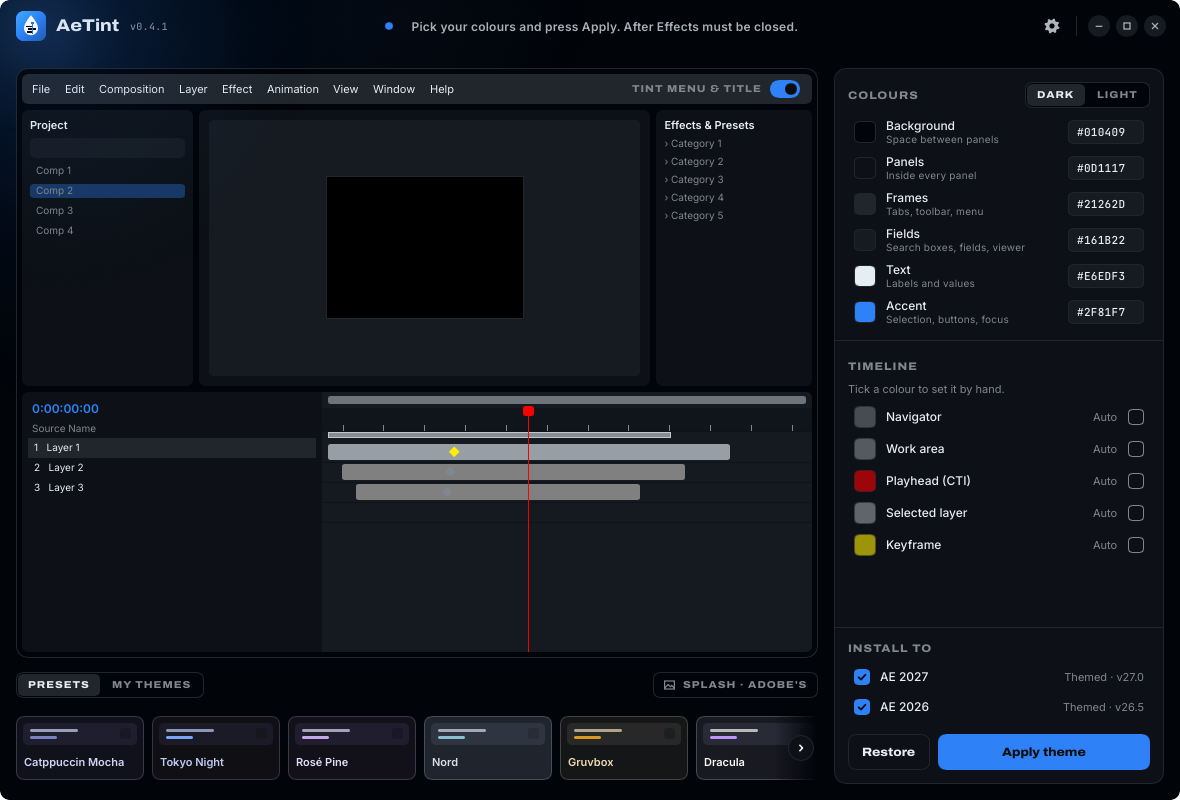 AeTint v0.4.1
Pick your colours and press Apply. After Effects must be closed.
File Edit Composition Layer Effect Animation View Window Help
TINT MENU & TITLE
Project
Comp 1
Comp 2
Comp 3
Comp 4
Effects & Presets
› Category 1
› Category 2
› Category 3
› Category 4
› Category 5
0:00:00:00
Source Name
1 Layer 1
2 Layer 2
3 Layer 3
PRESETS MY THEMES
SPLASH · ADOBE'S
Catppuccin Mocha
Tokyo Night
Rosé Pine
Nord
Gruvbox
Dracula
COLOURS
DARK LIGHT
Background #010409
Space between panels
Panels #0D1117
Inside every panel
Frames #21262D
Tabs, toolbar, menu
Fields #161B22
Search boxes, fields, viewer
Text #E6EDF3
Labels and values
Accent #2F81F7
Selection, buttons, focus
TIMELINE
Tick a colour to set it by hand.
Navigator Auto
Work area Auto
Playhead (CTI) Auto
Selected layer Auto
Keyframe Auto
INSTALL TO
AE 2027 Themed · v27.0
AE 2026 Themed · v26.5
Restore
Apply theme